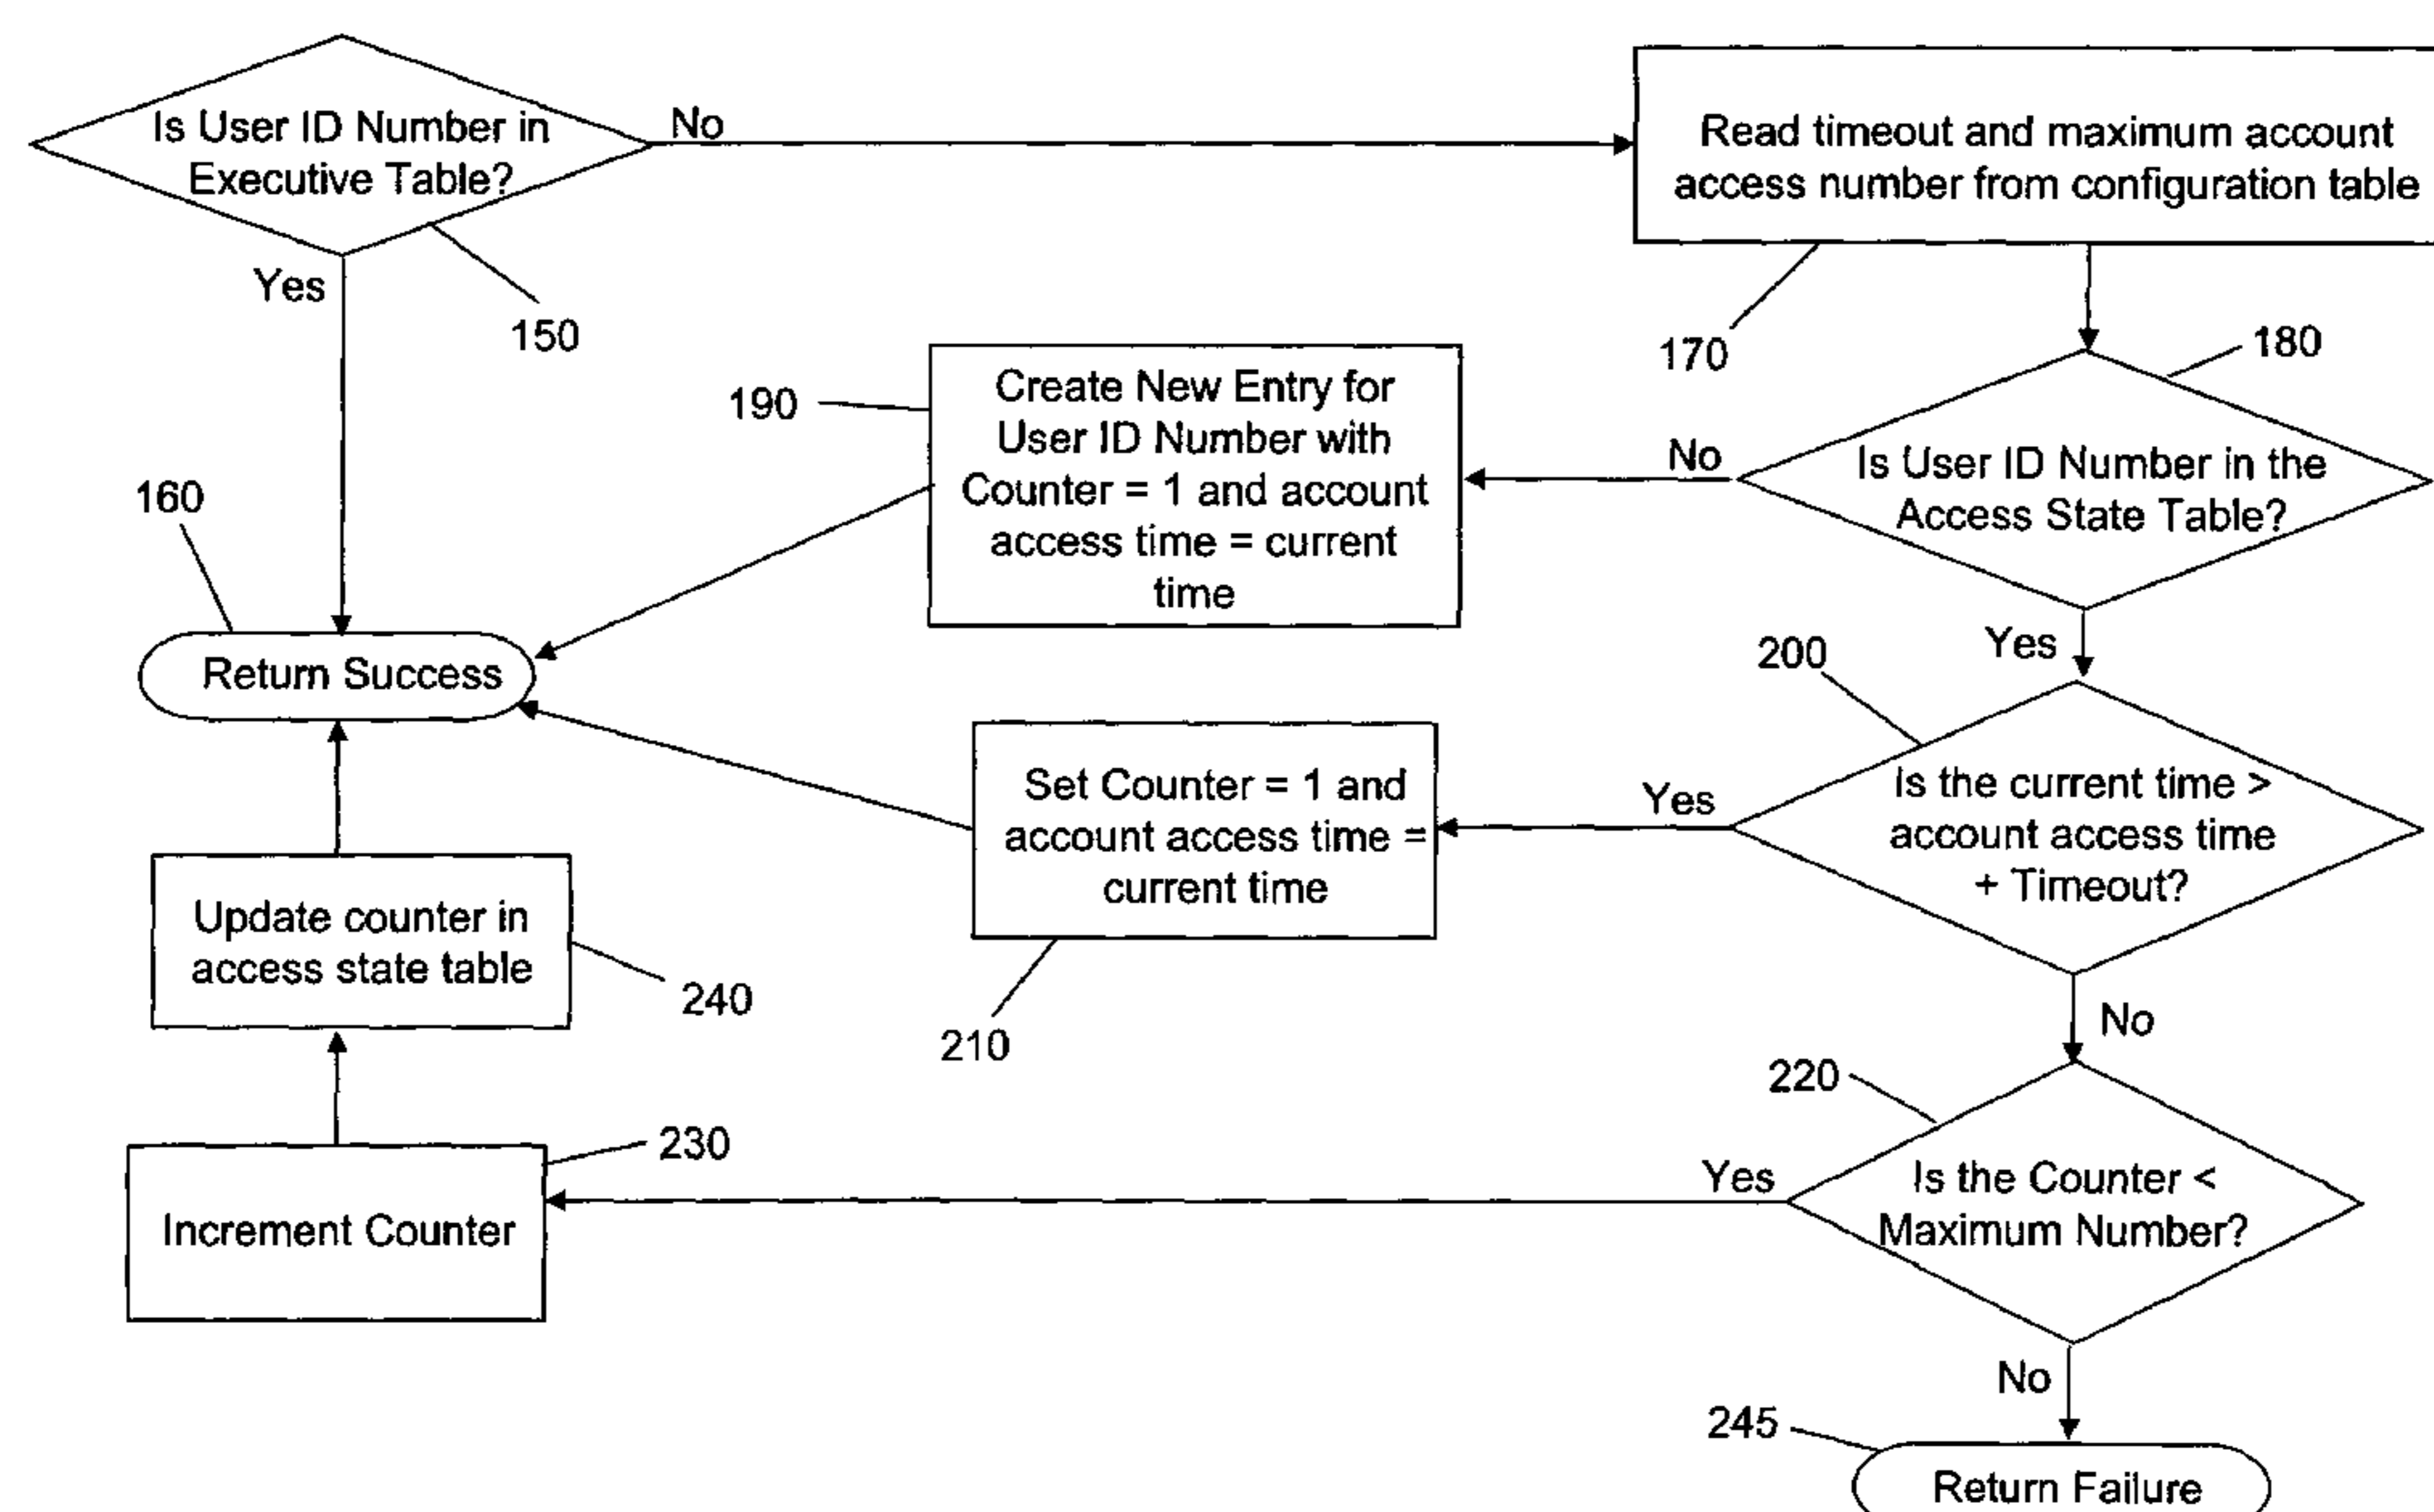 Is User ID Number in
Executive Table?
No
Yes
150
Read timeout and maximum account
access number from configuration table
170
180
Is User ID Number in the
Access State Table?
No
Yes
190
Create New Entry for
User ID Number with
Counter = 1 and account
access time = current
time
160
Return Success
200
Is the current time >
account access time
+ Timeout?
Yes
No
Set Counter = 1 and
account access time =
current time
210
Update counter in
access state table
240
220
Is the Counter <
Maximum Number?
Yes
No
230
Increment Counter
245
Return Failure